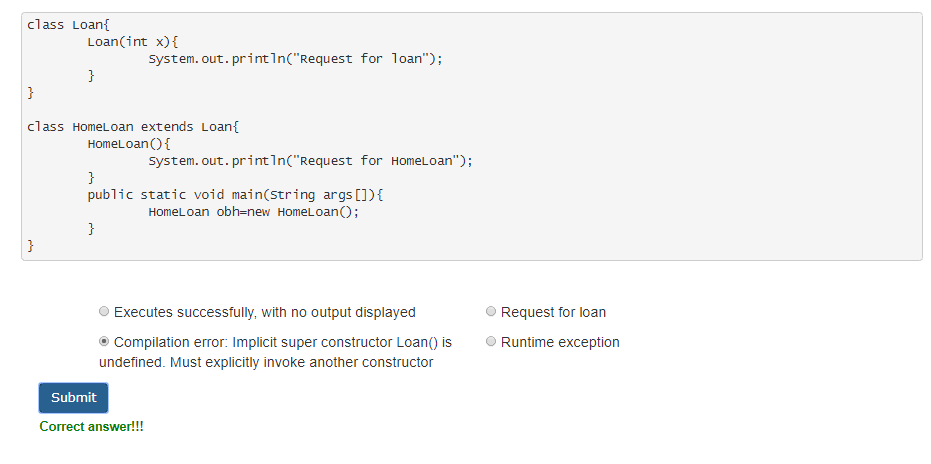 class Loan{
Loan(int x){
System.out.println("Request for loan");
}
}
class HomeLoan extends Loan{
HomeLoan(){
System.out.println("Request for HomeLoan");
}
public static void main(String args[]){
HomeLoan obh=new HomeLoan();
}
}
Executes successfully, with no output displayed
Request for loan
Compilation error: Implicit super constructor Loan() is
undefined. Must explicitly invoke another constructor
Runtime exception
Submit
Correct answer!!!